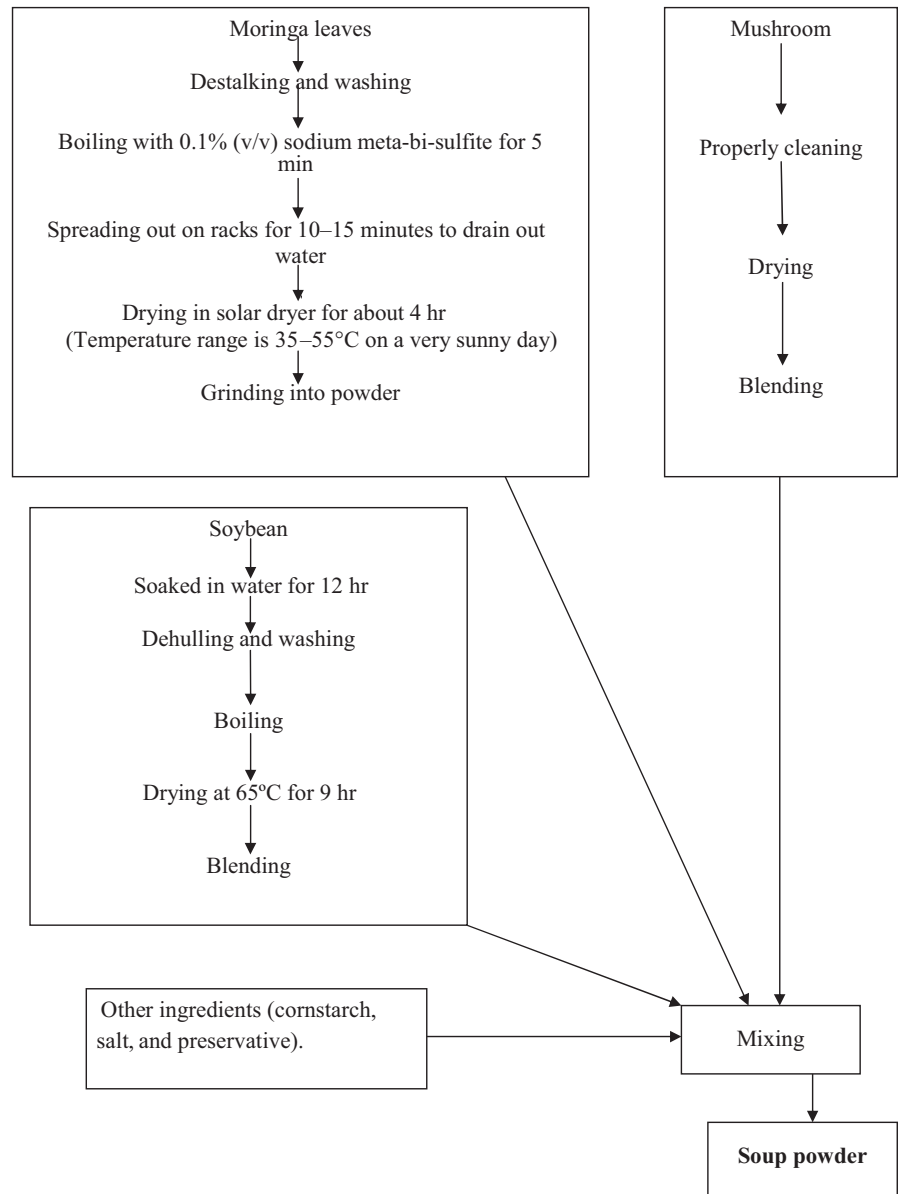 Moringa leaves
Destalking and washing
Boiling with 0.1% (v/v) sodium meta-bi-sulfite for 5
min
Spreading out on racks for 10–15 minutes to drain out
water
Drying in solar dryer for about 4 hr
(Temperature range is 35–55°C on a very sunny day)
Grinding into powder
Mushroom
Properly cleaning
Drying
Blending
Soybean
Soaked in water for 12 hr
Dehulling and washing
Boiling
Drying at 65ºC for 9 hr
Blending
Other ingredients (cornstarch,
salt, and preservative).
Mixing
Soup powder